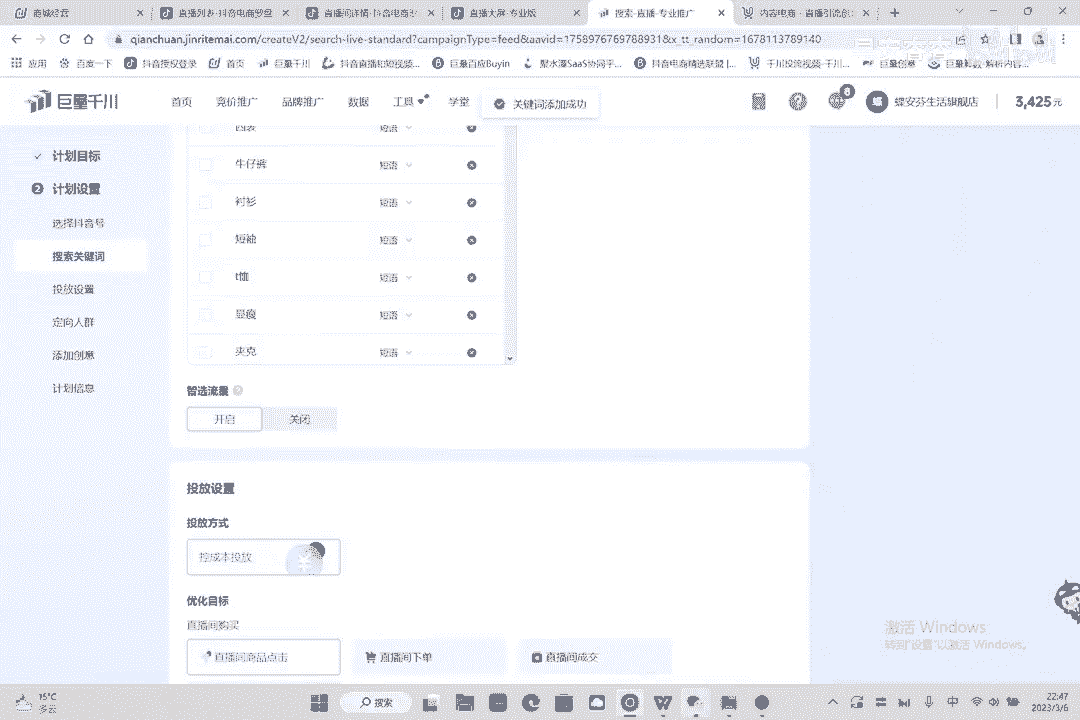 商城经营
直播列表-抖音电商罗盘
直播间详情-抖音电商罗
直播大屏-专业版
搜索-直播-专业推广
内容电商 - 直播引流创
qianchuan.jinritemai.com/createV2/search-live-standard?campaignType=feed&aavid=1758976769788931&x_tt_random=1678113789140
应用
百度一下
抖音授权登录
首页
巨量千川
抖音直播和短视频...
巨量百应Buyin
聚水潭SaaS协同平...
抖音电商精选联盟 |...
千川投流视频-千川...
巨量创意
巨量算数-解析内容...
巨量千川
首页
竞价推广
品牌推广
数据
工具
学堂
关键词添加成功
6
蝶安芬生活旗舰店
3,425元
计划目标
2 计划设置
选择抖音号
搜索关键词
投放设置
定向人群
添加创意
计划信息
短语
牛仔裤 短语
衬衫 短语
短袖 短语
t恤 短语
显瘦 短语
夹克 短语
智选流量
开启 关闭
投放设置
投放方式
控成本投放
优化目标
直播间购买
直播间商品点击 直播间下单 直播间成交
激活 Windows
转到"设置"以激活 Windows。
15°C
多云
搜索
中
22:47
2023/3/6